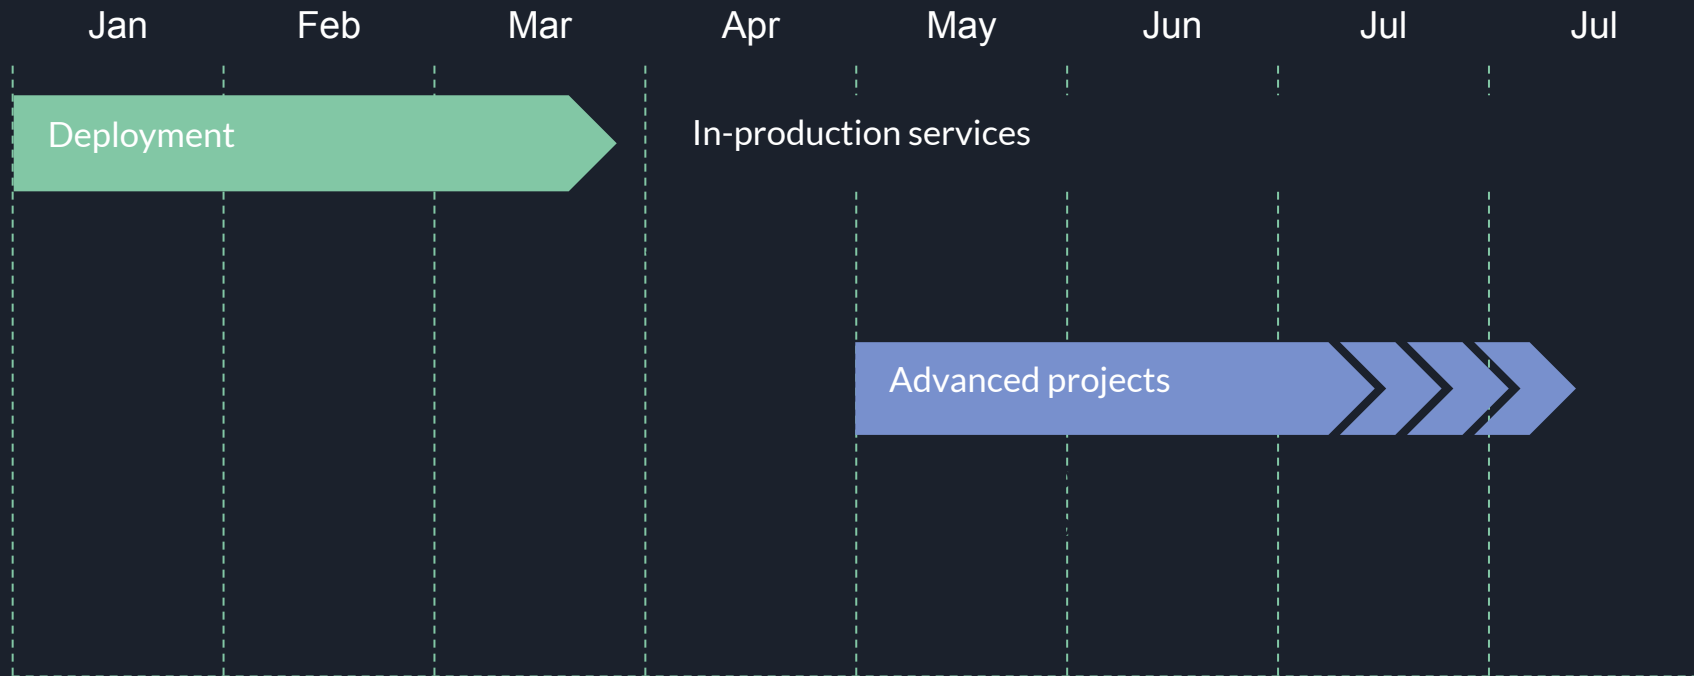 Jan Feb Mar Apr May Jun Jul Jul
Deployment In-production services
Advanced projects